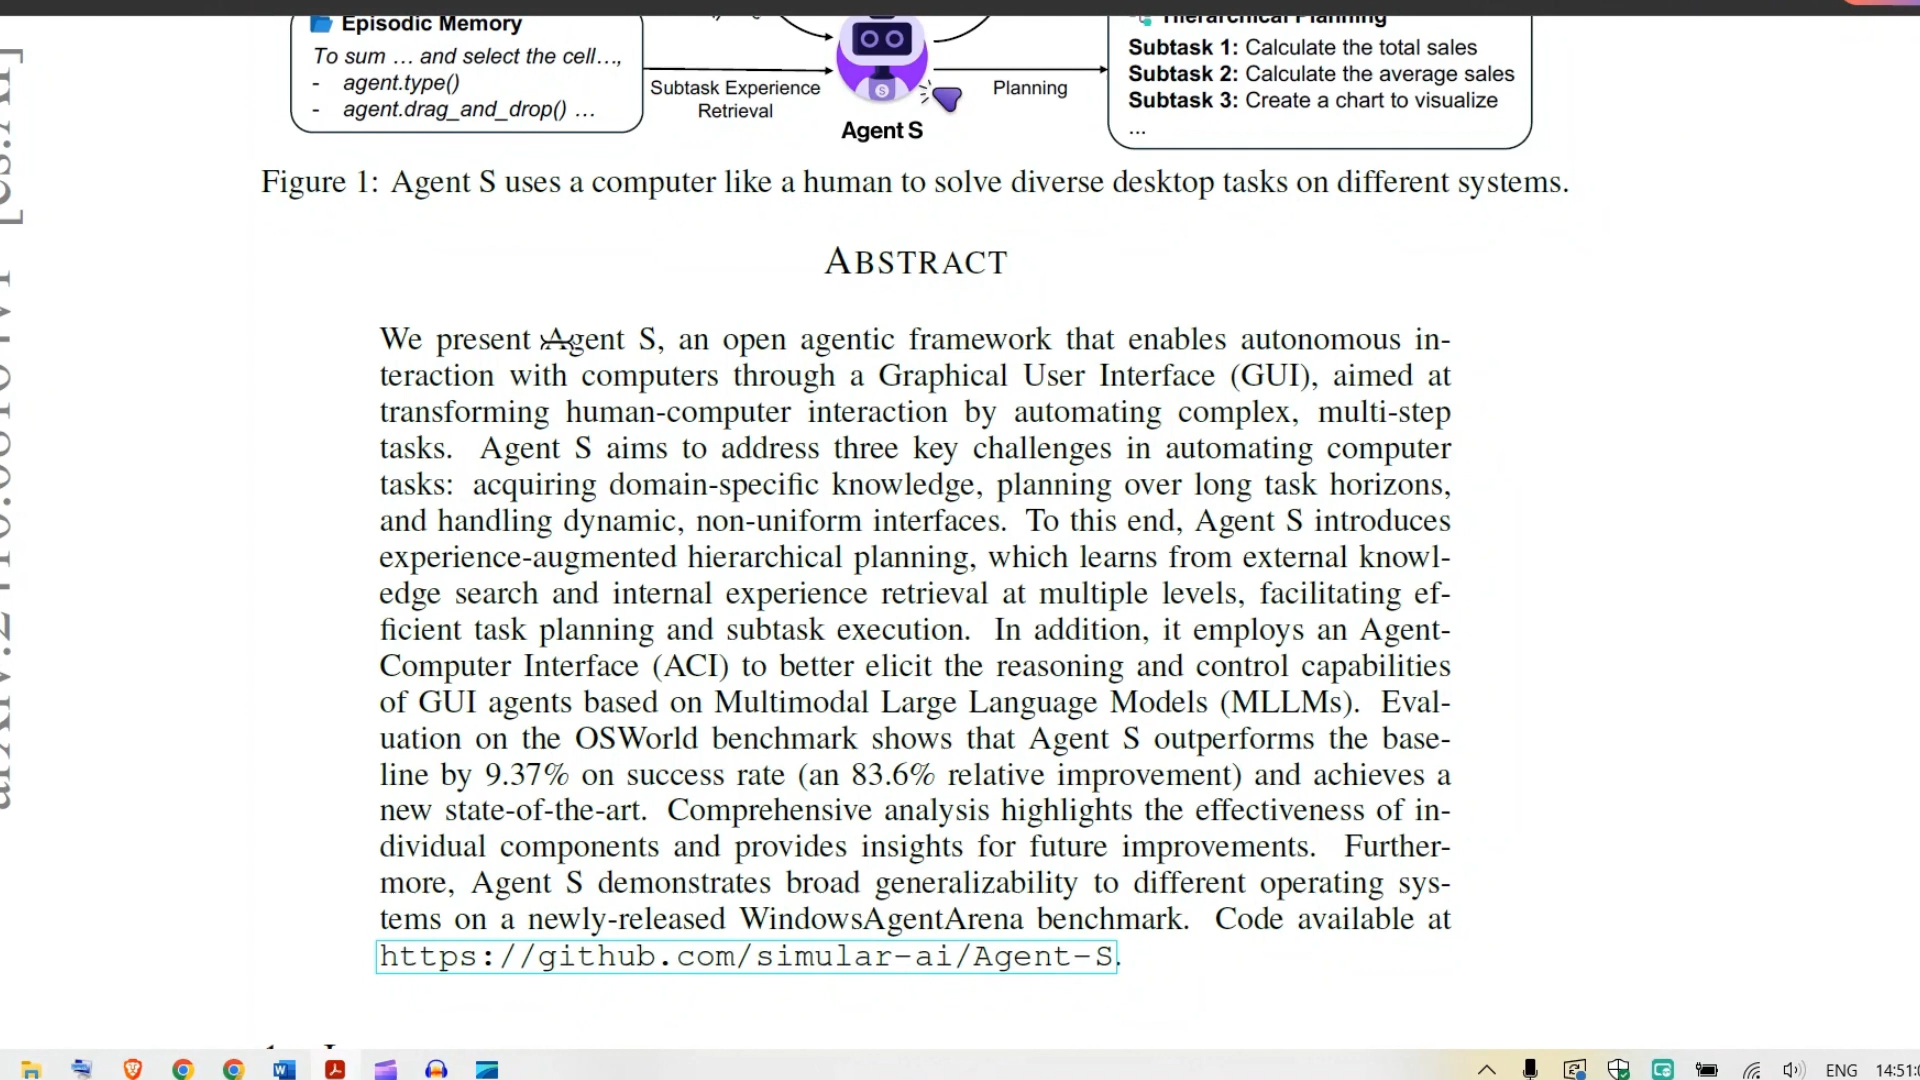 Episodic Memory
To sum … and select the cell…,
- agent.type()
- agent.drag_and_drop() …
Subtask Experience
Retrieval
Agent S
Planning
Hierarchical Planning
Subtask 1: Calculate the total sales
Subtask 2: Calculate the average sales
Subtask 3: Create a chart to visualize
...
Figure 1: Agent S uses a computer like a human to solve diverse desktop tasks on different systems.
ABSTRACT
We present Agent S, an open agentic framework that enables autonomous in-
teraction with computers through a Graphical User Interface (GUI), aimed at
transforming human-computer interaction by automating complex, multi-step
tasks. Agent S aims to address three key challenges in automating computer
tasks: acquiring domain-specific knowledge, planning over long task horizons,
and handling dynamic, non-uniform interfaces. To this end, Agent S introduces
experience-augmented hierarchical planning, which learns from external knowl-
edge search and internal experience retrieval at multiple levels, facilitating ef-
ficient task planning and subtask execution. In addition, it employs an Agent-
Computer Interface (ACI) to better elicit the reasoning and control capabilities
of GUI agents based on Multimodal Large Language Models (MLLMs). Eval-
uation on the OSWorld benchmark shows that Agent S outperforms the base-
line by 9.37% on success rate (an 83.6% relative improvement) and achieves a
new state-of-the-art. Comprehensive analysis highlights the effectiveness of in-
dividual components and provides insights for future improvements. Further-
more, Agent S demonstrates broad generalizability to different operating sys-
tems on a newly-released WindowsAgentArena benchmark. Code available at
https://github.com/simular-ai/Agent-S.
ENG
14:51:0